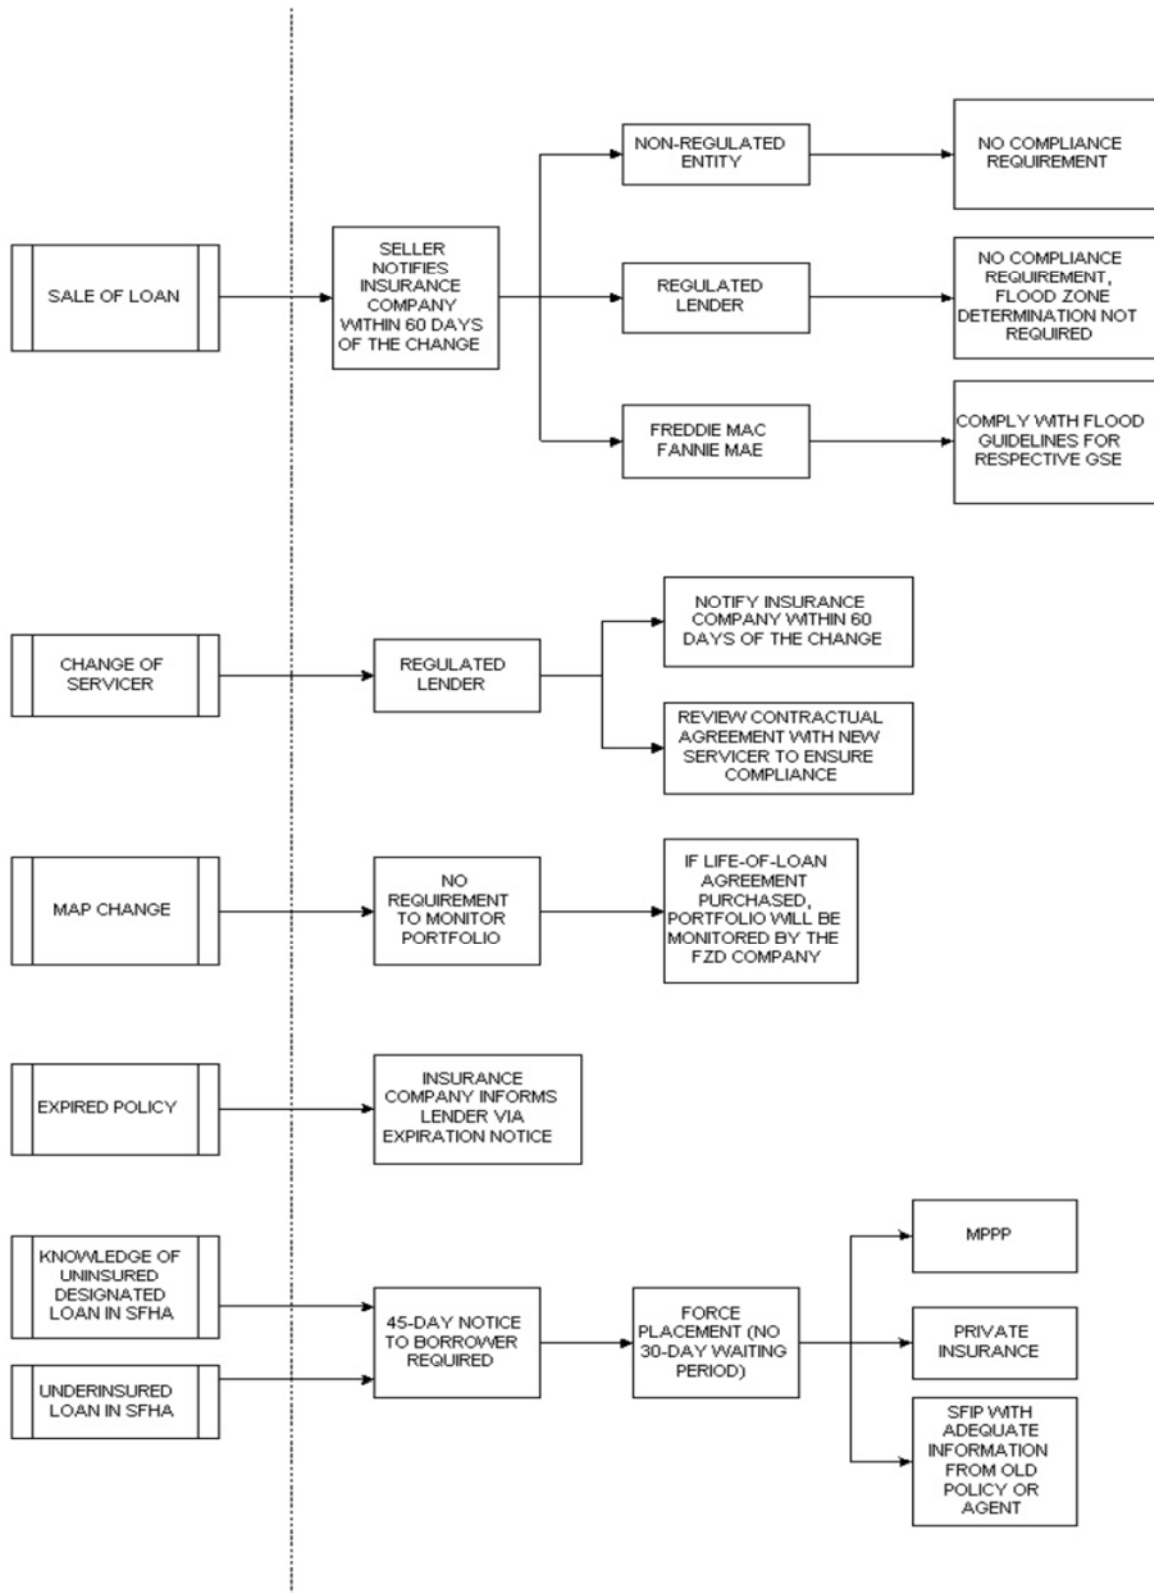 SALE OF LOAN
SELLER
NOTIFIES
INSURANCE
COMPANY
WITHIN 60 DAYS
OF THE CHANGE
NON-REGULATED
ENTITY
NO COMPLIANCE
REQUIREMENT
REGULATED
LENDER
NO COMPLIANCE
REQUIREMENT,
FLOOD ZONE
DETERMINATION NOT
REQUIRED
FREDDIE MAC
FANNIE MAE
COMPLY WITH FLOOD
GUIDELINES FOR
RESPECTIVE GSE
CHANGE OF
SERVICER
REGULATED
LENDER
NOTIFY INSURANCE
COMPANY WITHIN 60
DAYS OF THE CHANGE
REVIEW CONTRACTUAL
AGREEMENT WITH NEW
SERVICER TO ENSURE
COMPLIANCE
MAP CHANGE
NO
REQUIREMENT
TO MONITOR
PORTFOLIO
IF LIFE-OF-LOAN
AGREEMENT
PURCHASED,
PORTFOLIO WILL BE
MONITORED BY THE
FZD COMPANY
EXPIRED POLICY
INSURANCE
COMPANY INFORMS
LENDER VIA
EXPIRATION NOTICE
KNOWLEDGE OF
UNINSURED
DESIGNATED
LOAN IN SFHA
UNDERINSURED
LOAN IN SFHA
45-DAY NOTICE
TO BORROWER
REQUIRED
FORCE
PLACEMENT (NO
30-DAY WAITING
PERIOD)
MPPP
PRIVATE
INSURANCE
SFIP WITH
ADEQUATE
INFORMATION
FROM OLD
POLICY OR
AGENT